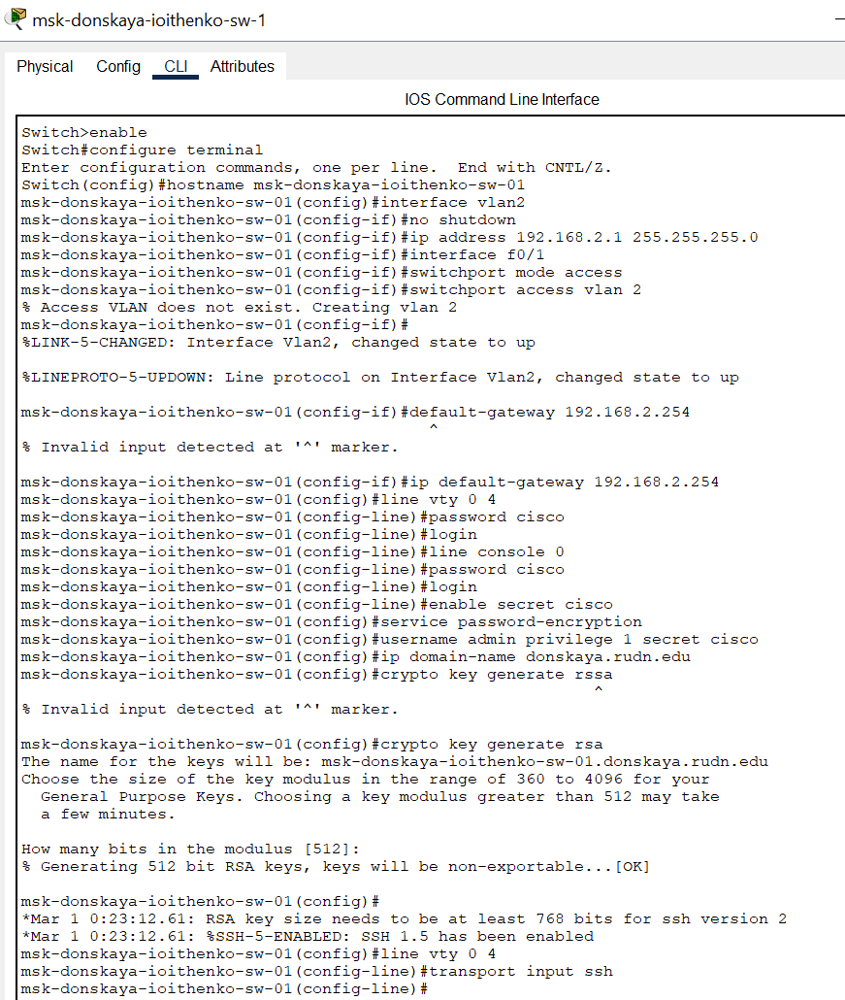 msk-donskaya-ioithenko-sw-1
Physical Config CLI Attributes
IOS Command Line Interface
Switch>enable
Switch#configure terminal
Enter configuration commands, one per line.  End with CNTL/Z.
Switch(config)#hostname msk-donskaya-ioithenko-sw-01
msk-donskaya-ioithenko-sw-01(config)#interface vlan2
msk-donskaya-ioithenko-sw-01(config-if)#no shutdown
msk-donskaya-ioithenko-sw-01(config-if)#ip address 192.168.2.1 255.255.255.0
msk-donskaya-ioithenko-sw-01(config-if)#interface f0/1
msk-donskaya-ioithenko-sw-01(config-if)#switchport mode access
msk-donskaya-ioithenko-sw-01(config-if)#switchport access vlan 2
% Access VLAN does not exist. Creating vlan 2
msk-donskaya-ioithenko-sw-01(config-if)#
%LINK-5-CHANGED: Interface Vlan2, changed state to up
%LINEPROTO-5-UPDOWN: Line protocol on Interface Vlan2, changed state to up
msk-donskaya-ioithenko-sw-01(config-if)#default-gateway 192.168.2.254
^
% Invalid input detected at '^' marker.
msk-donskaya-ioithenko-sw-01(config-if)#ip default-gateway 192.168.2.254
msk-donskaya-ioithenko-sw-01(config)#line vty 0 4
msk-donskaya-ioithenko-sw-01(config-line)#password cisco
msk-donskaya-ioithenko-sw-01(config-line)#login
msk-donskaya-ioithenko-sw-01(config-line)#line console 0
msk-donskaya-ioithenko-sw-01(config-line)#password cisco
msk-donskaya-ioithenko-sw-01(config-line)#login
msk-donskaya-ioithenko-sw-01(config-line)#enable secret cisco
msk-donskaya-ioithenko-sw-01(config)#service password-encryption
msk-donskaya-ioithenko-sw-01(config)#username admin privilege 1 secret cisco
msk-donskaya-ioithenko-sw-01(config)#ip domain-name donskaya.rudn.edu
msk-donskaya-ioithenko-sw-01(config)#crypto key generate rssa
^
% Invalid input detected at '^' marker.
msk-donskaya-ioithenko-sw-01(config)#crypto key generate rsa
The name for the keys will be: msk-donskaya-ioithenko-sw-01.donskaya.rudn.edu
Choose the size of the key modulus in the range of 360 to 4096 for your
General Purpose Keys. Choosing a key modulus greater than 512 may take
a few minutes.
How many bits in the modulus [512]:
% Generating 512 bit RSA keys, keys will be non-exportable...[OK]
msk-donskaya-ioithenko-sw-01(config)#
*Mar 1 0:23:12.61: RSA key size needs to be at least 768 bits for ssh version 2
*Mar 1 0:23:12.61: %SSH-5-ENABLED: SSH 1.5 has been enabled
msk-donskaya-ioithenko-sw-01(config)#line vty 0 4
msk-donskaya-ioithenko-sw-01(config-line)#transport input ssh
msk-donskaya-ioithenko-sw-01(config-line)#